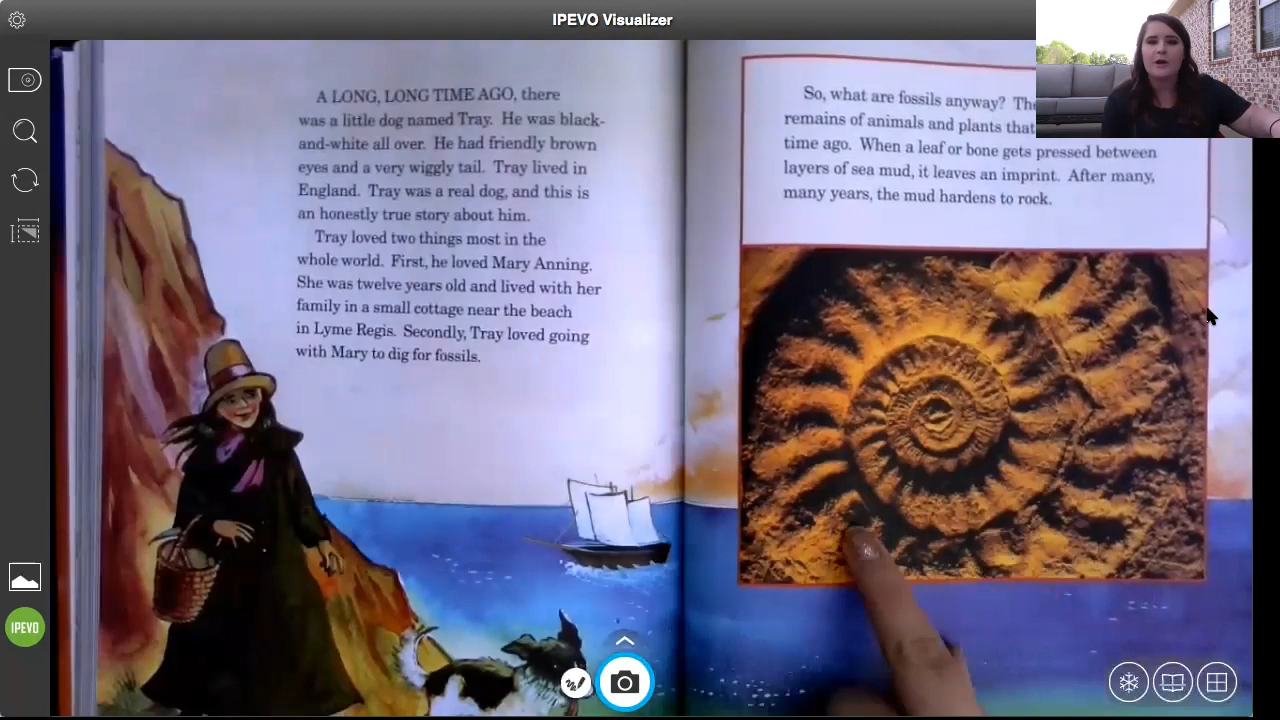 IPEVO Visualizer
A LONG, LONG TIME AGO, there
was a little dog named Tray. He was black-
and-white all over. He had friendly brown
eyes and a very wiggly tail. Tray lived in
England. Tray was a real dog, and this is
an honestly true story about him.
Tray loved two things most in the
whole world. First, he loved Mary Anning.
She was twelve years old and lived with her
family in a small cottage near the beach
in Lyme Regis. Secondly, Tray loved going
with Mary to dig for fossils.
So, what are fossils anyway?
remains of animals and plants that
time ago. When a leaf or bone gets pressed between
layers of sea mud, it leaves an imprint. After many,
many years, the mud hardens to rock.
IPEVO